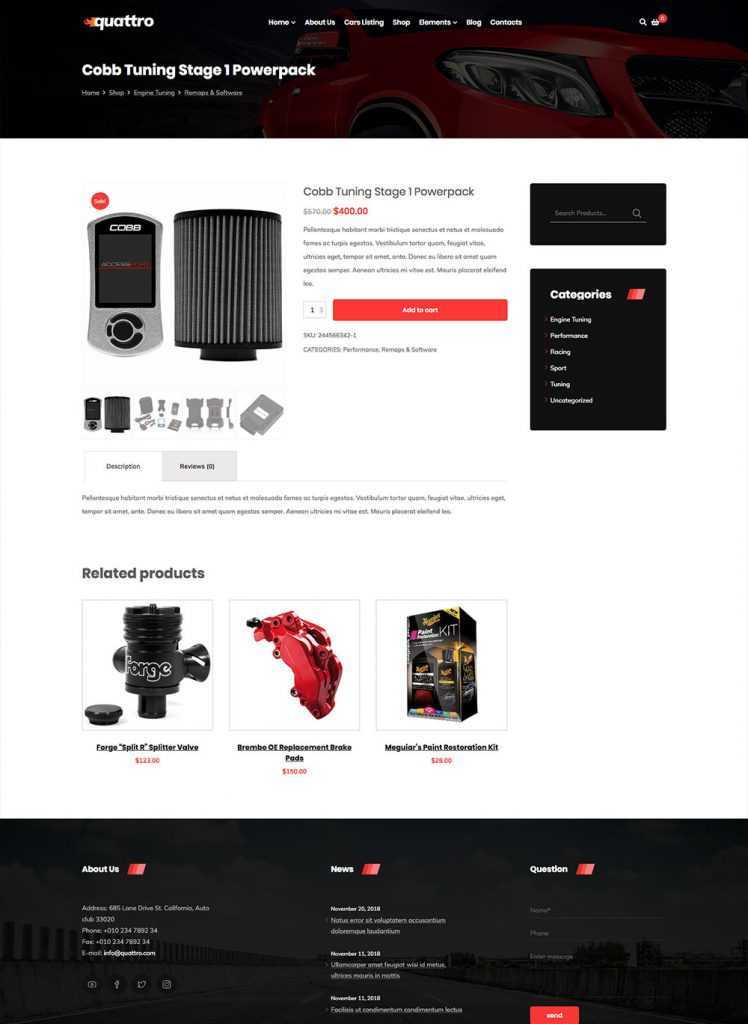 quattro
Home About Us Cars Listing Shop Elements Blog Contacts
0
Cobb Tuning Stage 1 Powerpack
Home > Shop > Engine Tuning > Remaps & Software
Sale!
COBB
Cobb Tuning Stage 1 Powerpack
$570.00 $400.00
Pellentesque habitant morbi tristique senectus et netus et malesuada
fames ac turpis egestas. Vestibulum tortor quam, feugiat vitae,
ultricies eget, tempor sit amet, ante. Donec eu libero sit amet quam
egestas semper. Aenean ultricies mi vitae est. Mauris placerat eleifend
leo.
1
Add to cart
SKU: 244566342-1
CATEGORIES: Performance, Remaps & Software
Search Products...
Categories
Engine Tuning
Performance
Racing
Sport
Tuning
Uncategorized
Description
Reviews (0)
Pellentesque habitant morbi tristique senectus et netus et malesuada fames ac turpis egestas. Vestibulum tortor quam, feugiat vitae, ultricies eget,
tempor sit amet, ante. Donec eu libero sit amet quam egestas semper. Aenean ultricies mi vitae est. Mauris placerat eleifend leo.
Related products
Forge
Paint
Restoration
KIT
NEW
Forge "Split R" Splitter Valve
$123.00
Brembo OE Replacement Brake
Pads
$150.00
Meguiar's Paint Restoration Kit
$28.00
About Us
Address: 685 Lane Drive St. California, Auto
club 33020
Phone: +010 234 7892 34
Fax: +010 234 7892 34
E-mail: info@quattro.com
News
November 20, 2018
Natus error sit voluptatem accusantium
doloremque laudantium
November 11, 2018
Ullamcorper amet feugiat wisi id metus,
ultrices mauris in mattis
November 11, 2018
Facilisis ut condimentum condimentum lectus
Question
Name*
Phone
Enter message
send